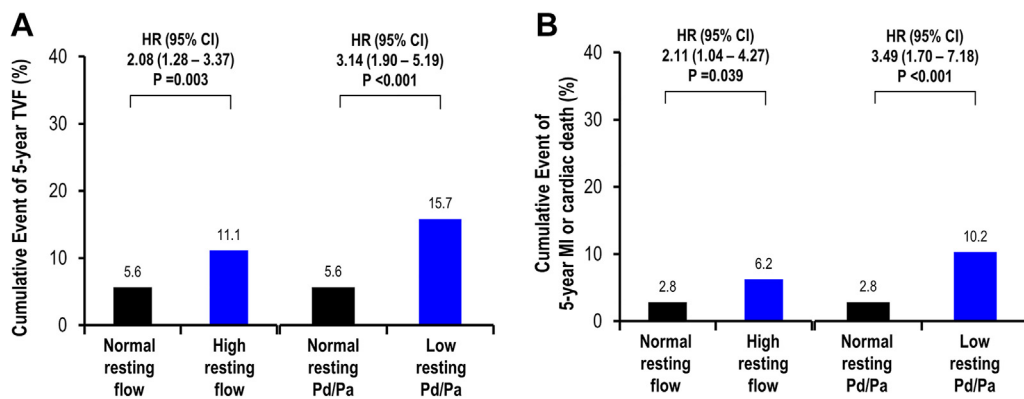 A
Cumulative Event of 5-year TVF (%)
40
30
20
10
0
HR (95% CI)
2.08 (1.28 – 3.37)
P =0.003
HR (95% CI)
3.14 (1.90 – 5.19)
P <0.001
5.6
11.1
5.6
15.7
Normal
resting
flow
High
resting
flow
Normal
resting
Pd/Pa
Low
resting
Pd/Pa
B
Cumulative Event of
5-year MI or cardiac death (%)
40
30
20
10
0
HR (95% CI)
2.11 (1.04 – 4.27)
P =0.039
HR (95% CI)
3.49 (1.70 – 7.18)
P <0.001
2.8
6.2
2.8
10.2
Normal
resting
flow
High
resting
flow
Normal
resting
Pd/Pa
Low
resting
Pd/Pa